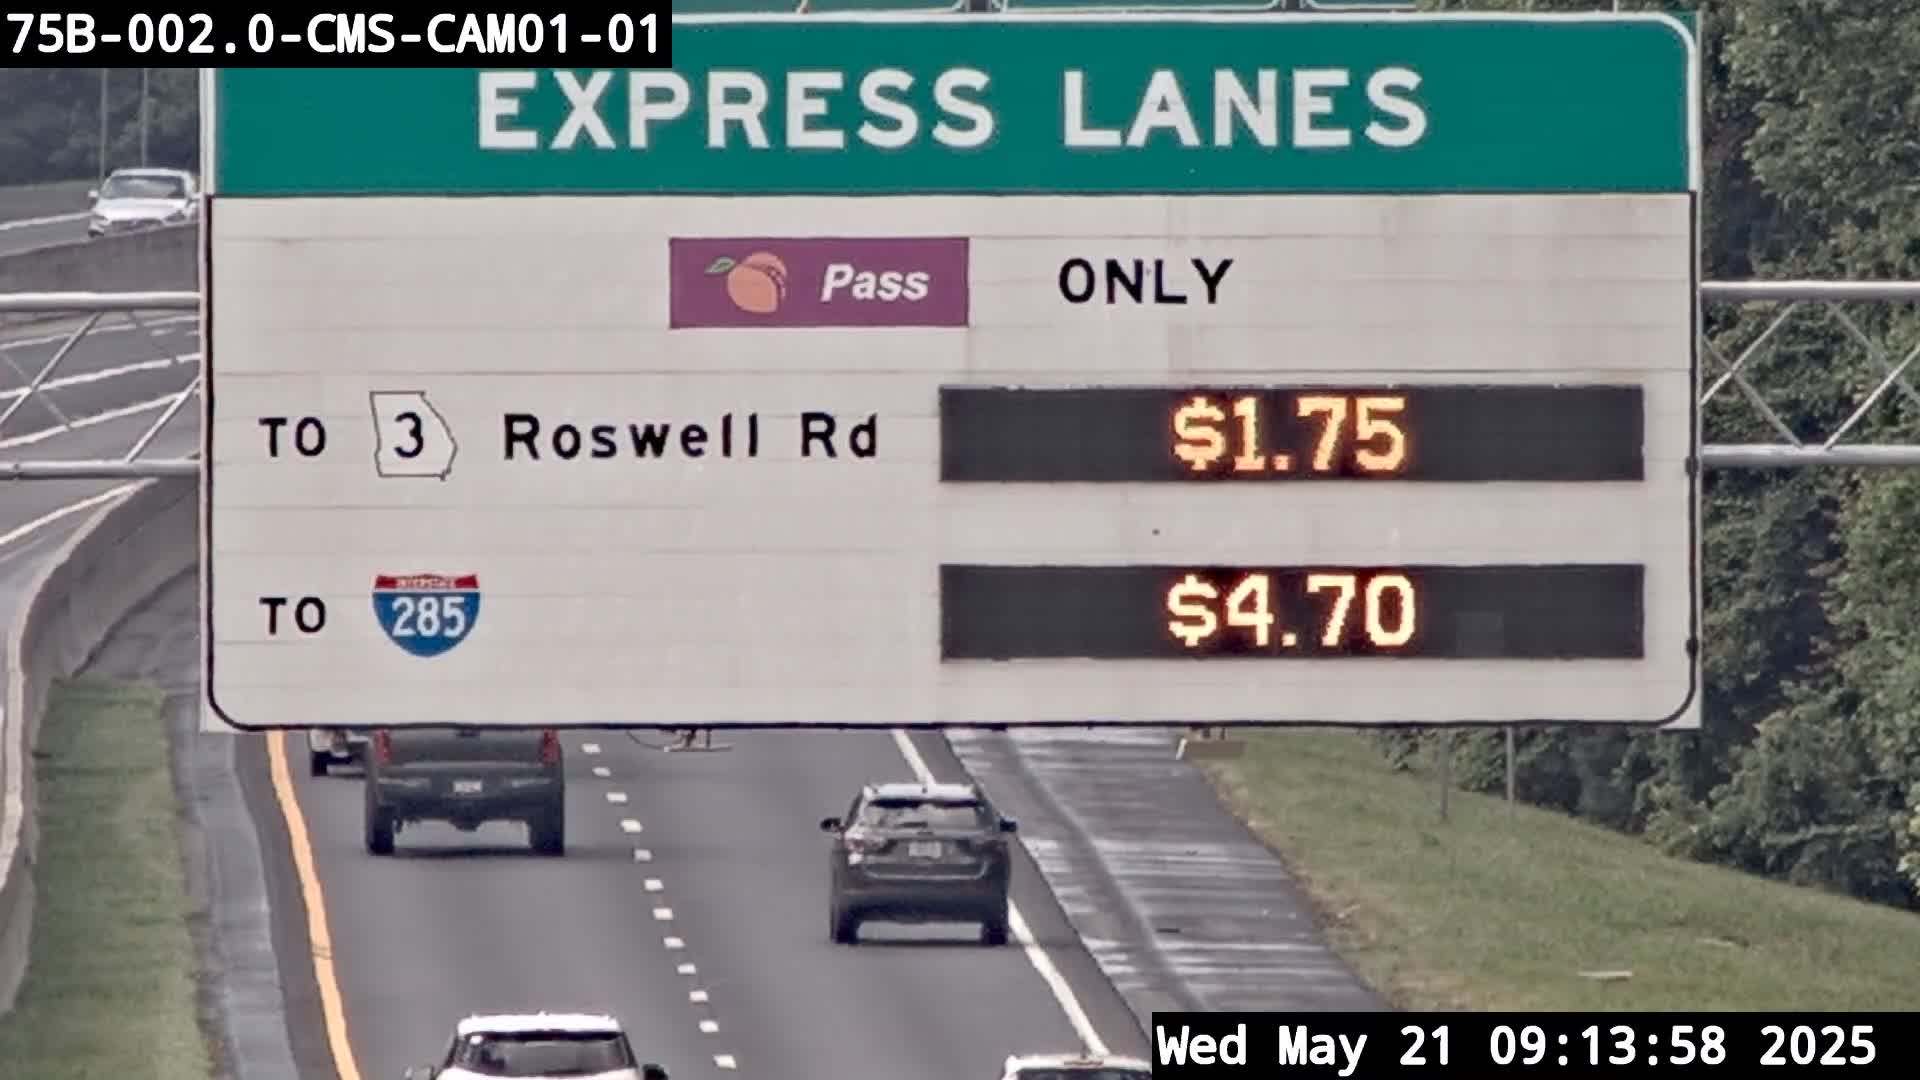 75B-002.0-CMS-CAM01-01
EXPRESS LANES
Pass ONLY
TO 3 Roswell Rd $1.75
INTERSTATE
TO 285 $4.70
Wed May 21 09:13:58 2025